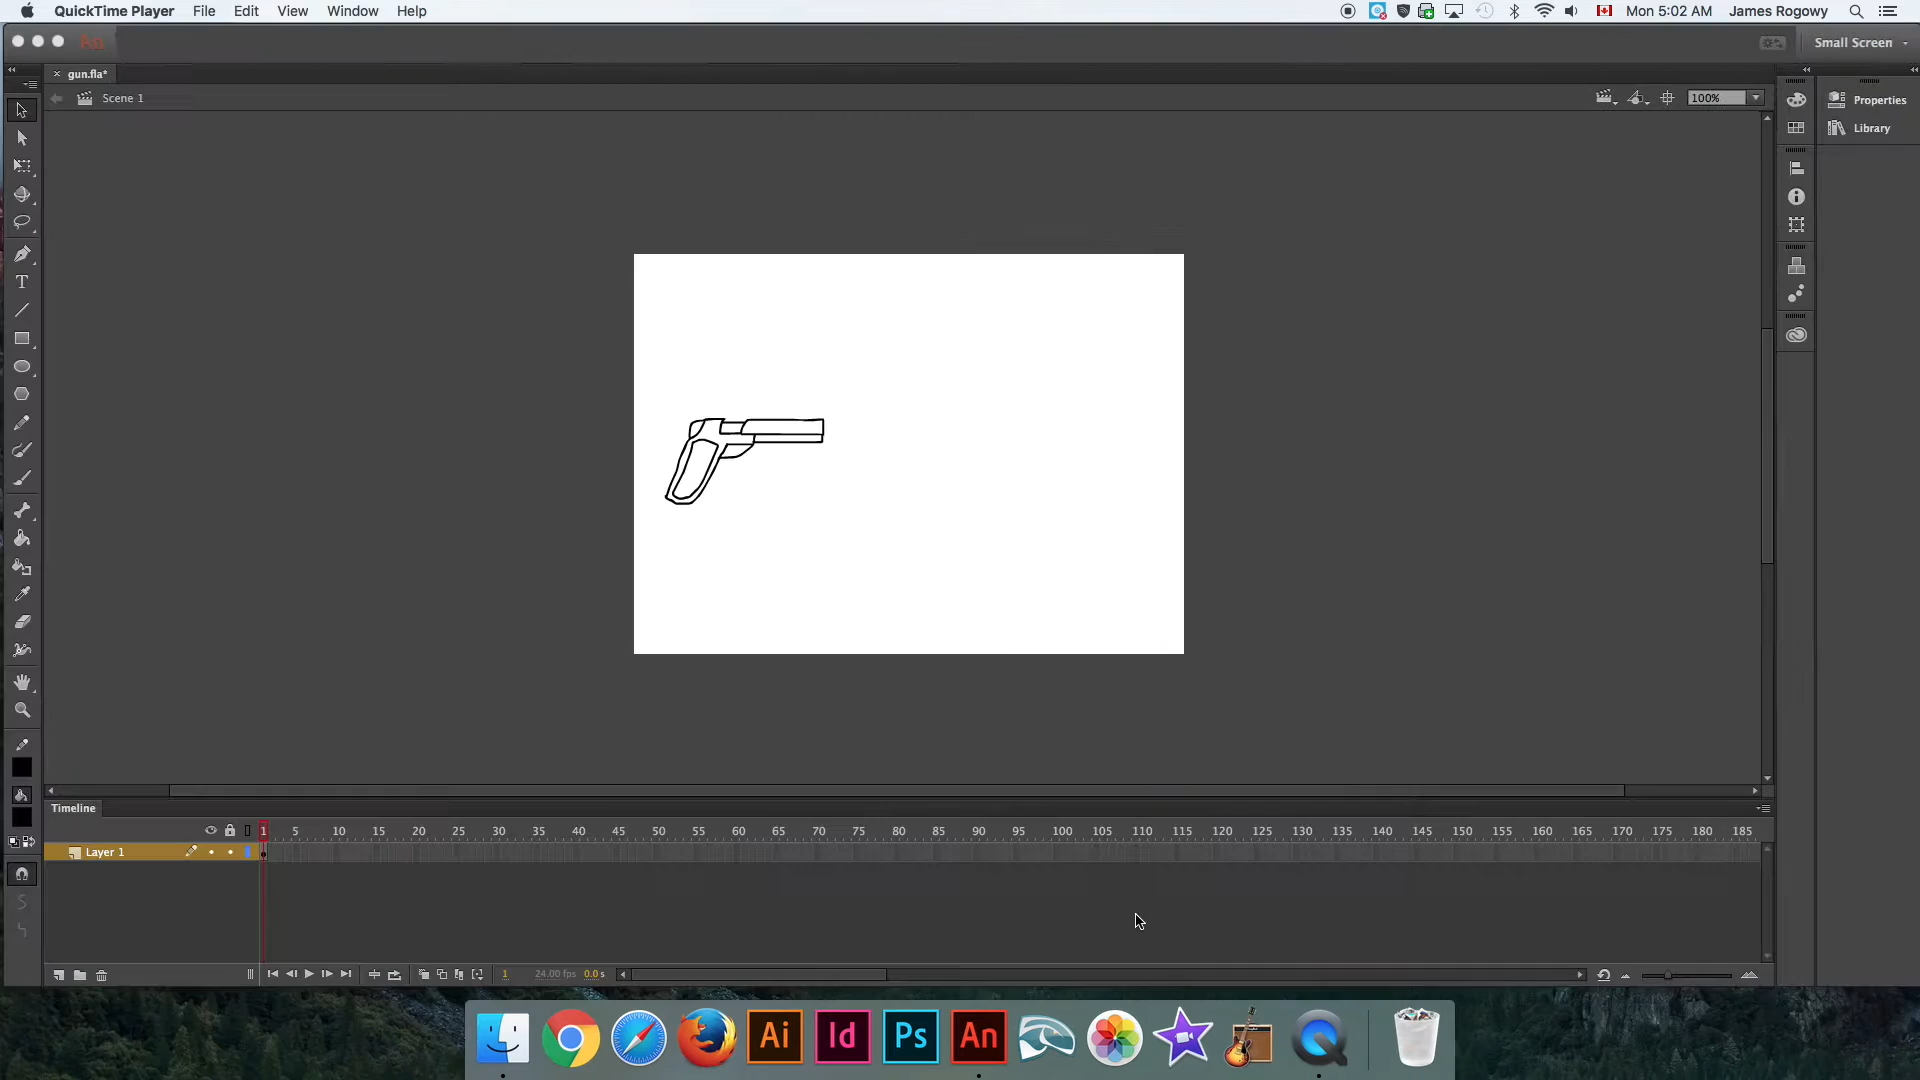 QuickTime Player File Edit View Window Help Mon 5:02 AM James Rogowy
An Small Screen
× gun.fla*
Scene 1 100%
Properties
Library
T
Timeline
1 5 10 15 20 25 30 35 40 45 50 55 60 65 70 75 80 85 90 95 100 105 110 115 120 125 130 135 140 145 150 155 160 165 170 175 180 185
Layer 1
1 24.00 fps 0.0 s
Ai Id Ps An